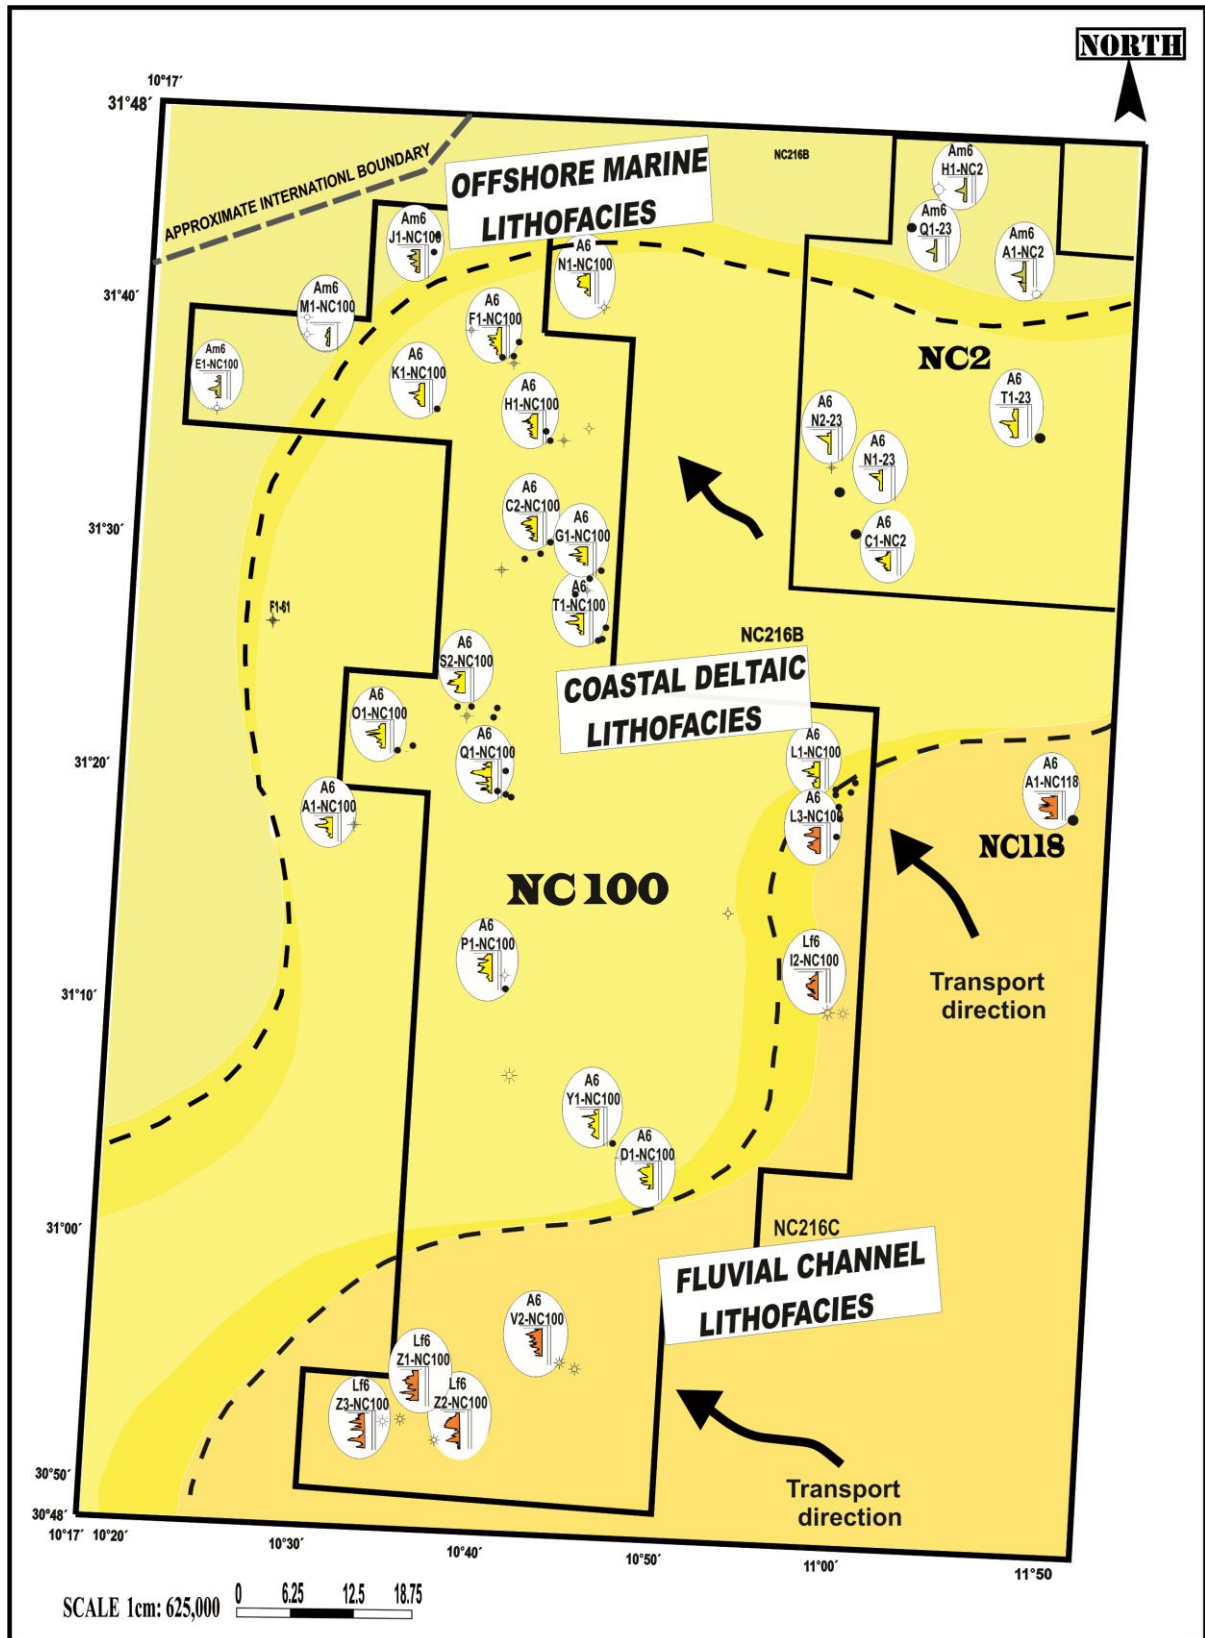 NORTH
10°17´
31°48´
APPROXIMATE INTERNATIONL BOUNDARY
OFFSHORE MARINE
LITHOFACIES
NC216B
Am6
H1-NC2
Am6
Q1-23
Am6
A1-NC2
Am6
J1-NC100
A6
N1-NC100
31°40´
Am6
M1-NC100
A6
F1-NC100
Am6
E1-NC100
A6
K1-NC100
A6
H1-NC100
NC2
A6
T1-23
A6
N2-23
A6
N1-23
A6
C1-NC2
31°30´
A6
C2-NC100
A6
G1-NC100
A6
T1-NC100
F1-61
NC216B
A6
S2-NC100
COASTAL DELTAIC
LITHOFACIES
A6
O1-NC100
A6
Q1-NC100
31°20´
A6
L1-NC100
A6
L3-NC100
A6
A1-NC118
NC118
A6
A1-NC100
NC 100
A6
P1-NC100
Lf6
I2-NC100
31°10´
Transport
direction
A6
Y1-NC100
A6
D1-NC100
31°00´
NC216C
FLUVIAL CHANNEL
LITHOFACIES
A6
V2-NC100
Lf6
Z1-NC100
Lf6
Z3-NC100
Lf6
Z2-NC100
30°50´
30°48´
Transport
direction
10°17´ 10°20´
10°30´
10°40´
10°50´
11°00´
11°50´
SCALE 1cm: 625,000
0 6.25 12.5 18.75